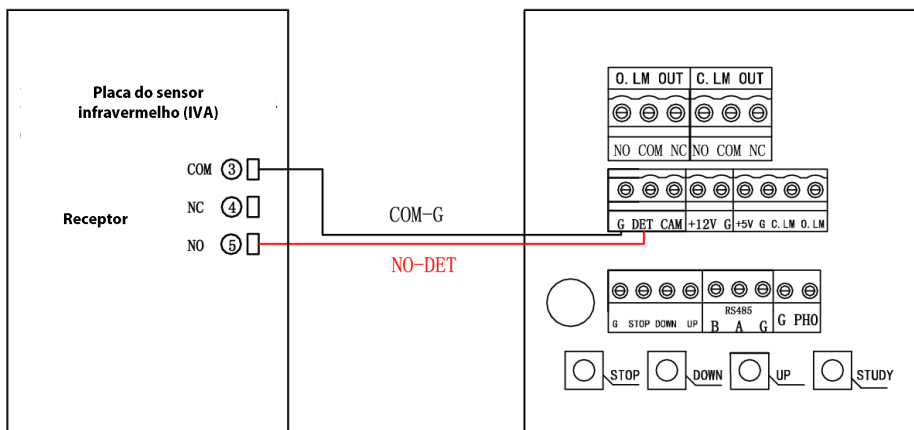 Placa do sensor
infravermelho (IVA)
COM 3
NC 4
Receptor
NO 5
COM-G
NO-DET
O. LM OUT C. LM OUT
NO COM NC NO COM NC
G DET CAM +12V G +5V G C. LM O. LM
RS485
G STOP DOWN UP B A G G PHO
STOP DOWN UP STUDY